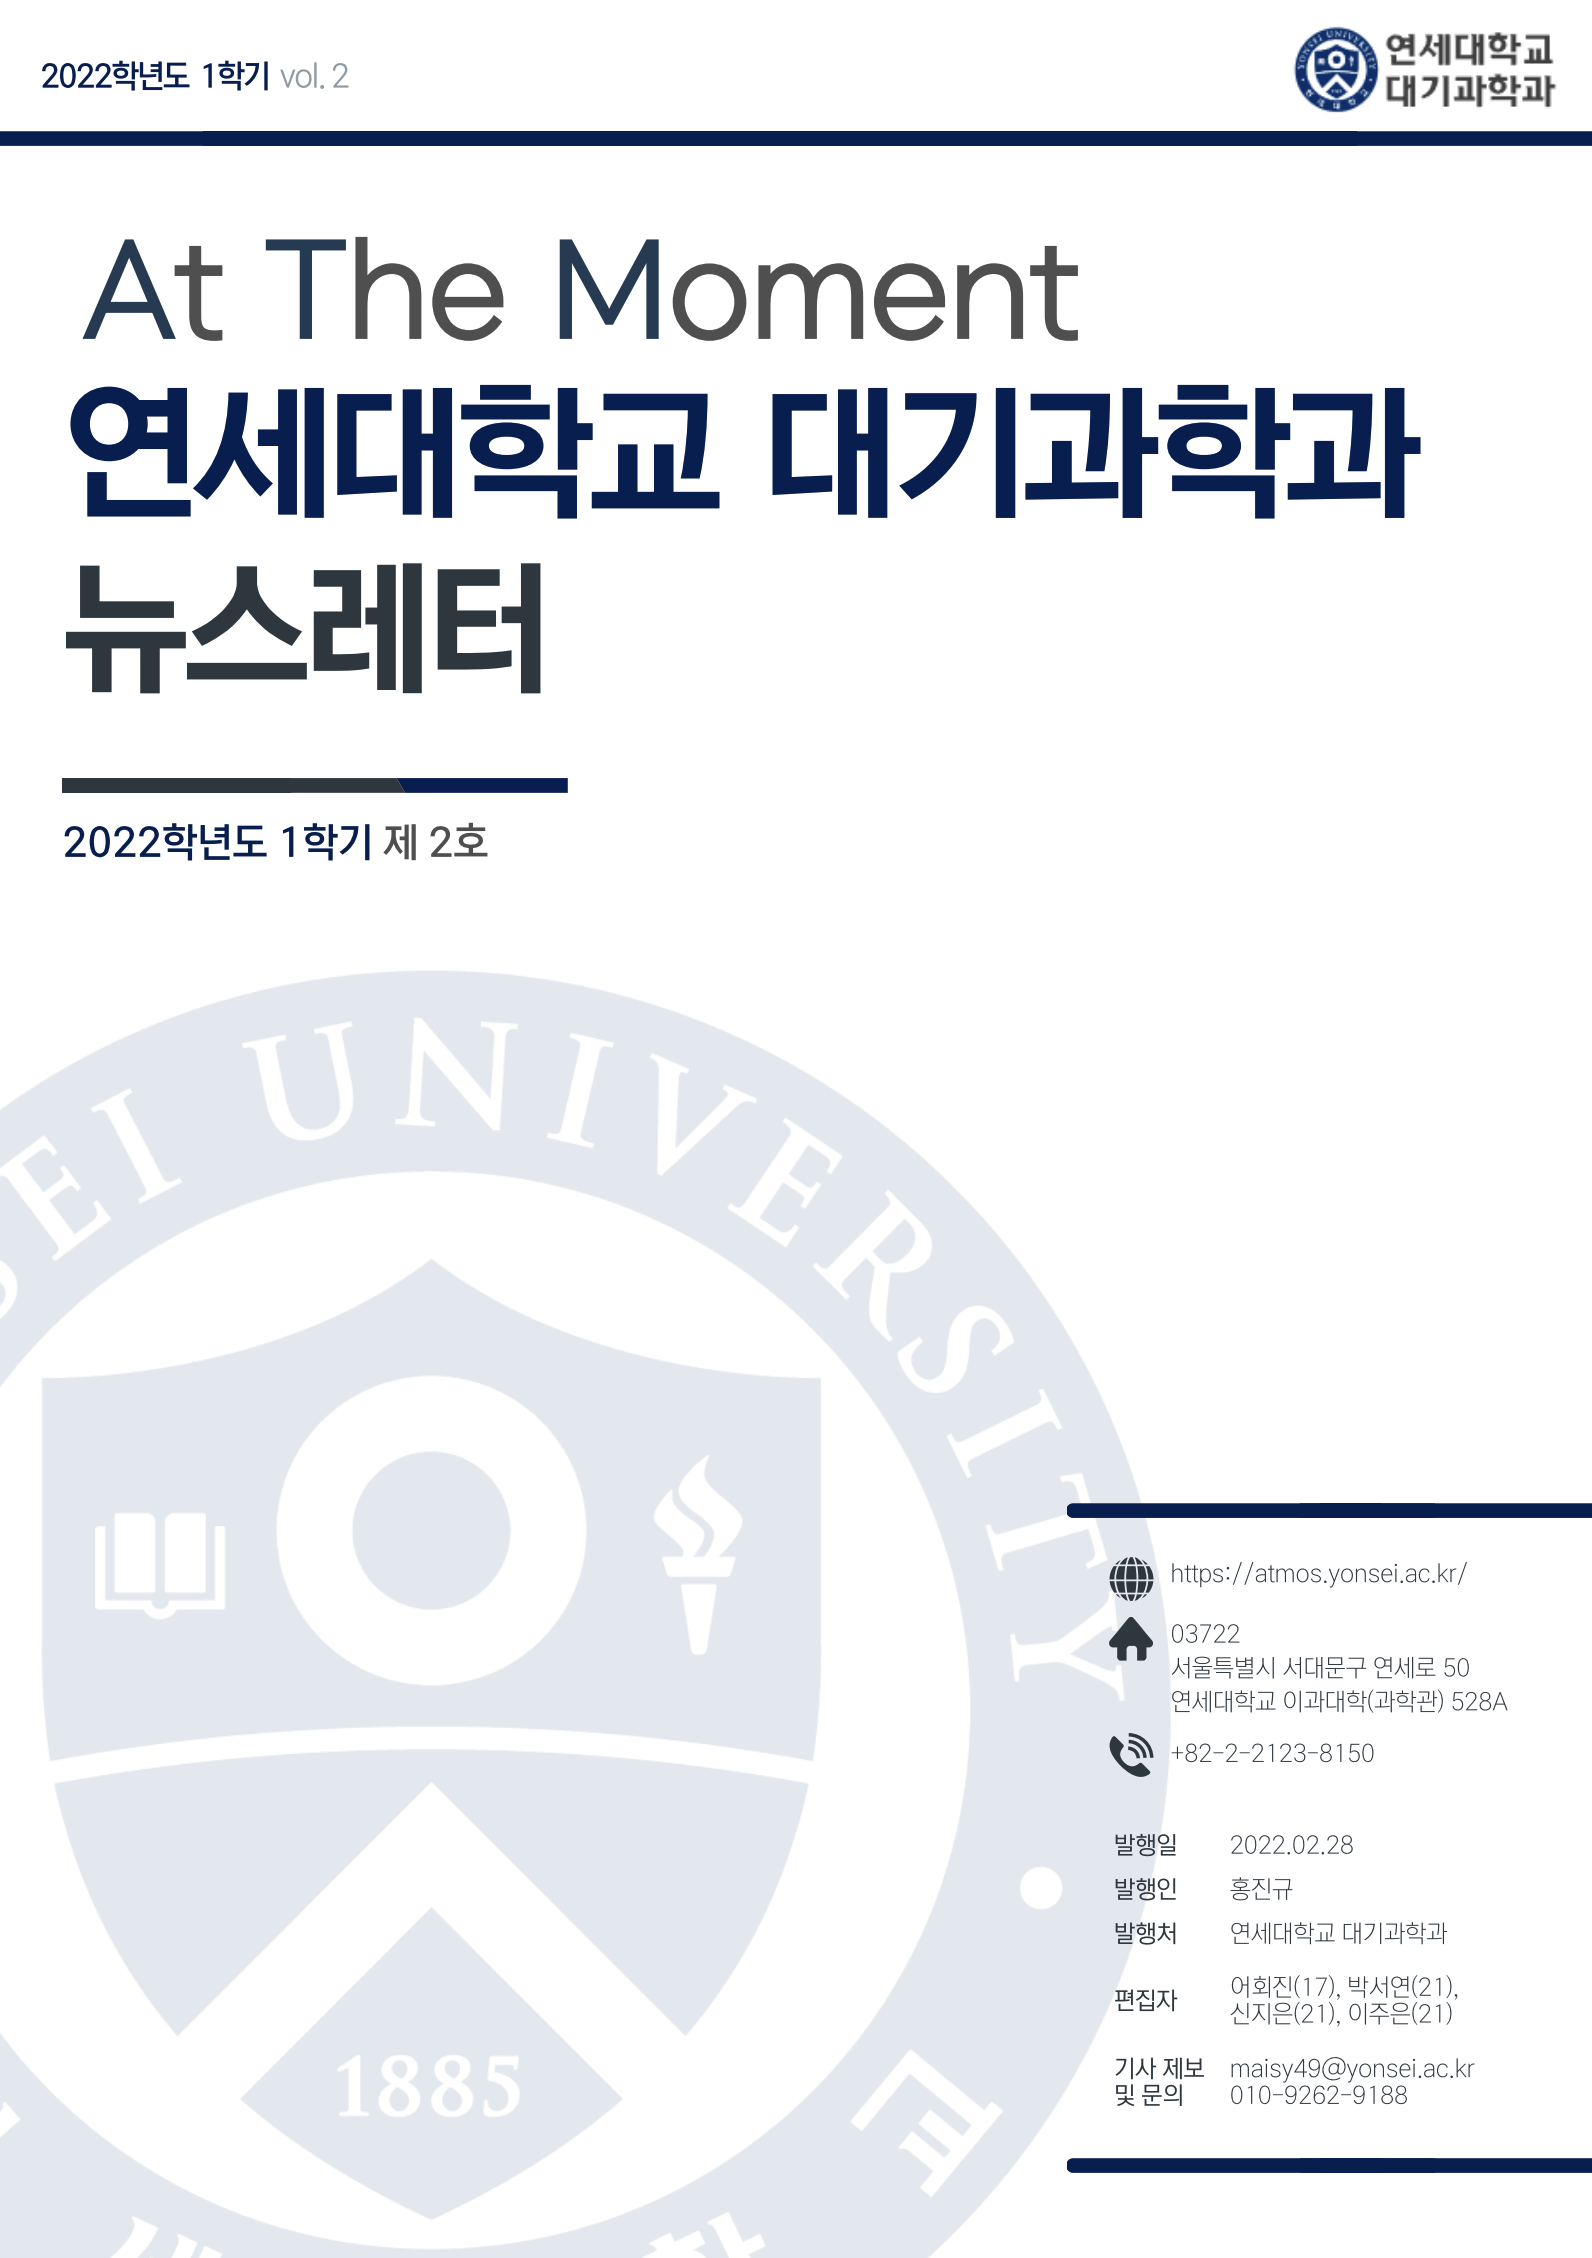 2022학년도 1학기 vol. 2
연세대학교
대기과학과
At The Moment
연세대학교 대기과학과
뉴스레터
2022학년도 1학기 제 2호
SEI UNIVERSITY
1885
https://atmos.yonsei.ac.kr/
03722
서울특별시 서대문구 연세로 50
연세대학교 이과대학(과학관) 528A
+82-2-2123-8150
발행일 2022.02.28
발행인 홍진규
발행처 연세대학교 대기과학과
편집자 어회진(17), 박서연(21),
신지은(21), 이주은(21)
기사 제보 maisy49@yonsei.ac.kr
및 문의 010-9262-9188